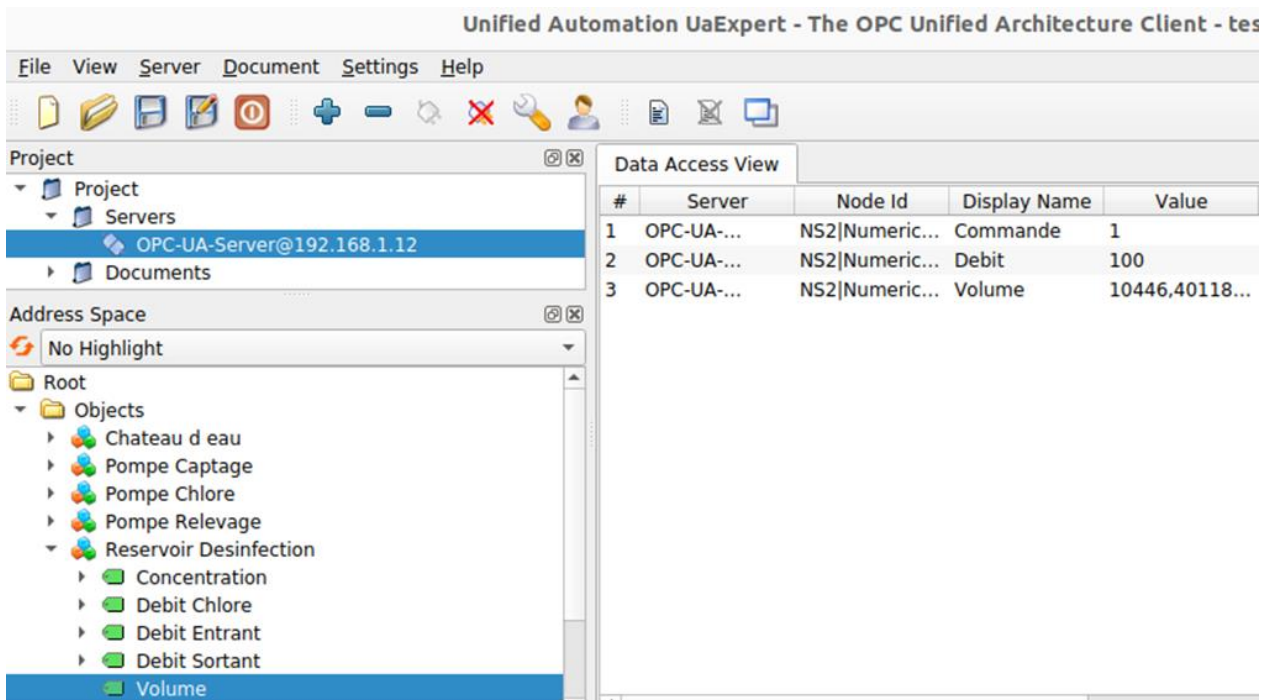 Unified Automation UaExpert - The OPC Unified Architecture Client - tes
File View Server Document Settings Help
Project
Project
Servers
OPC-UA-Server@192.168.1.12
Documents
Address Space
No Highlight
Root
Objects
Chateau d eau
Pompe Captage
Pompe Chlore
Pompe Relevage
Reservoir Desinfection
Concentration
Debit Chlore
Debit Entrant
Debit Sortant
Volume
Data Access View
# Server Node Id Display Name Value
1 OPC-UA-... NS2|Numeric... Commande 1
2 OPC-UA-... NS2|Numeric... Debit 100
3 OPC-UA-... NS2|Numeric... Volume 10446,40118...